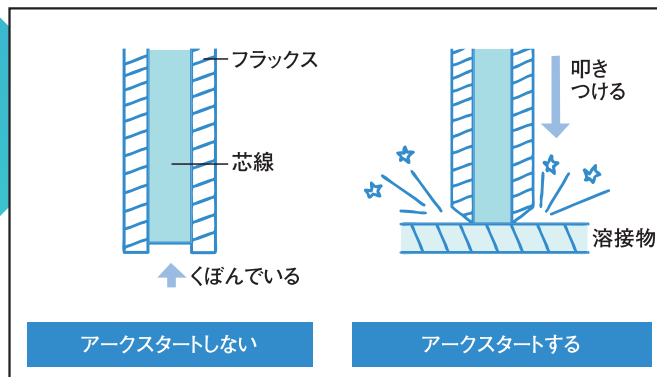 フラックス
芯線
くぼんでいる
アークスタートしない
叩き
つける
溶接物
アークスタートする